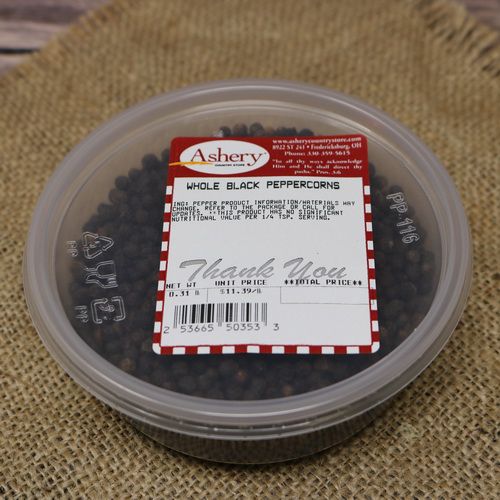 Ashery
COUNTRY STORE
www.asherycountrystore.com
8922 ST 241 • Fredericksburg, OH
Phone: 330-359-5615
"In all thy ways acknowledge
Him and He shall direct thy
paths." Prov. 3:6
WHOLE BLACK PEPPERCORNS
ING: PEPPER PRODUCT INFORMATION/MATERIALS MAY
CHANGE. REFER TO THE PACKAGE OR CALL FOR
UPDATES. **THIS PRODUCT HAS NO SIGNIFICANT
NUTRITIONAL VALUE PER 1/4 TSP. SERVING.
Thank You
NET WT UNIT PRICE **TOTAL PRICE**
0.31 lb $11.39/lb
2 53665 50353 3
PP 116
PP
PP